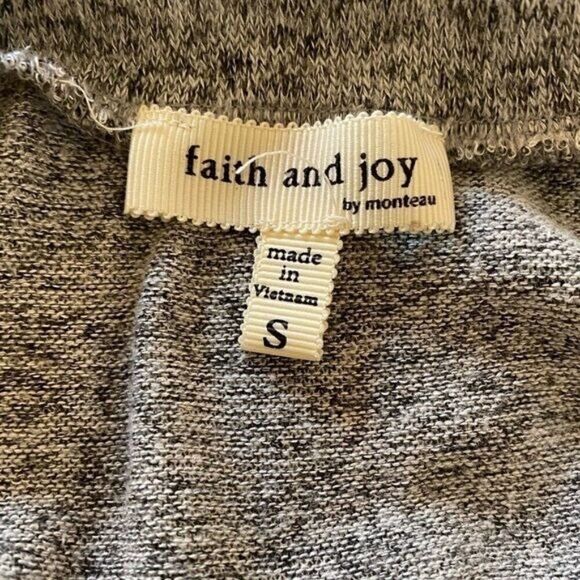 faith and joy
by monteau
made
in
Vietnam
S